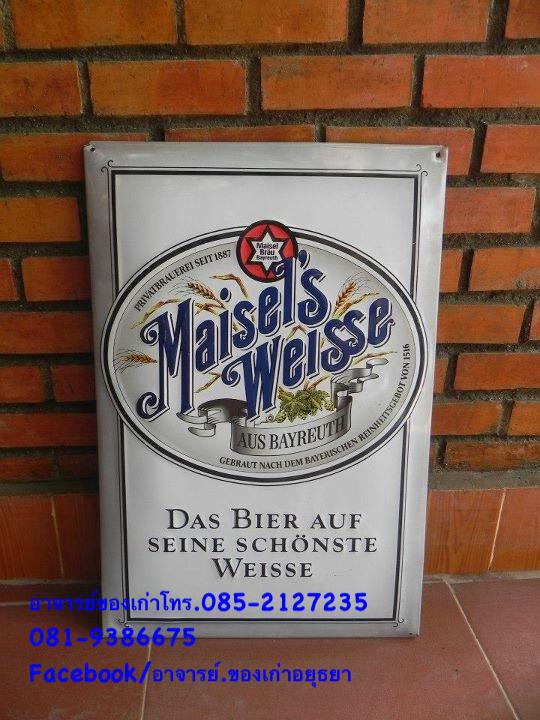 Maisel
Bräu
Bayreuth
PRIVATBRAUEREI SEIT 1887
Maisel's
Weisse
AUS BAYREUTH
GEBRAUT NACH DEM BAYERISCHEN REINHEITSGEBOT VON 1516
DAS BIER AUF
SEINE SCHÖNSTE
WEISSE
อาจารย์ของเก่าโทร.085-2127235
081-9386675
Facebook/อาจารย์.ของเก่าอยุธยา